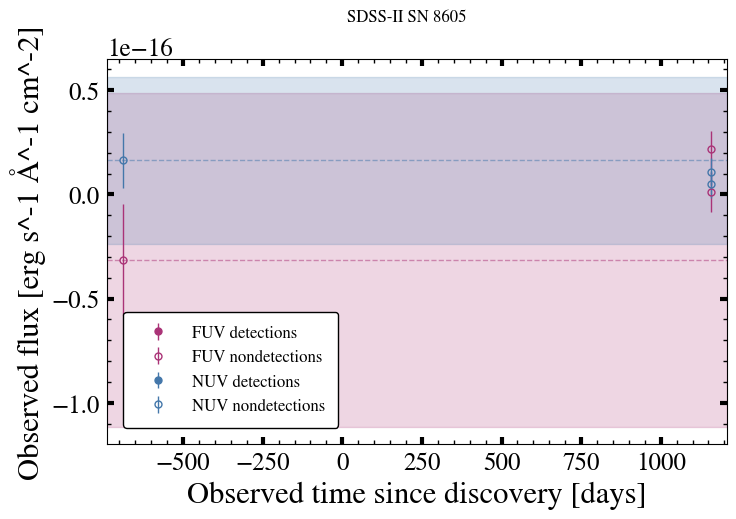 SDSS-II SN 8605
1e−16
Observed flux [erg s^-1 Å^-1 cm^-2]
0.5
0.0
−0.5
−1.0
FUV detections
FUV nondetections
NUV detections
NUV nondetections
−500 −250 0 250 500 750 1000
Observed time since discovery [days]